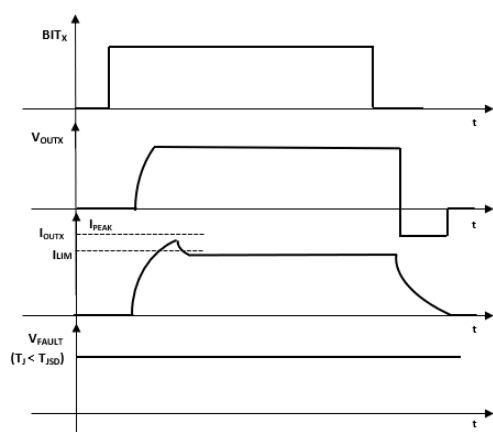 BITX
t
VOUTX
t
IPEAK
IOUTX
ILIM
t
VFAULT
(TJ < TJSD)
t